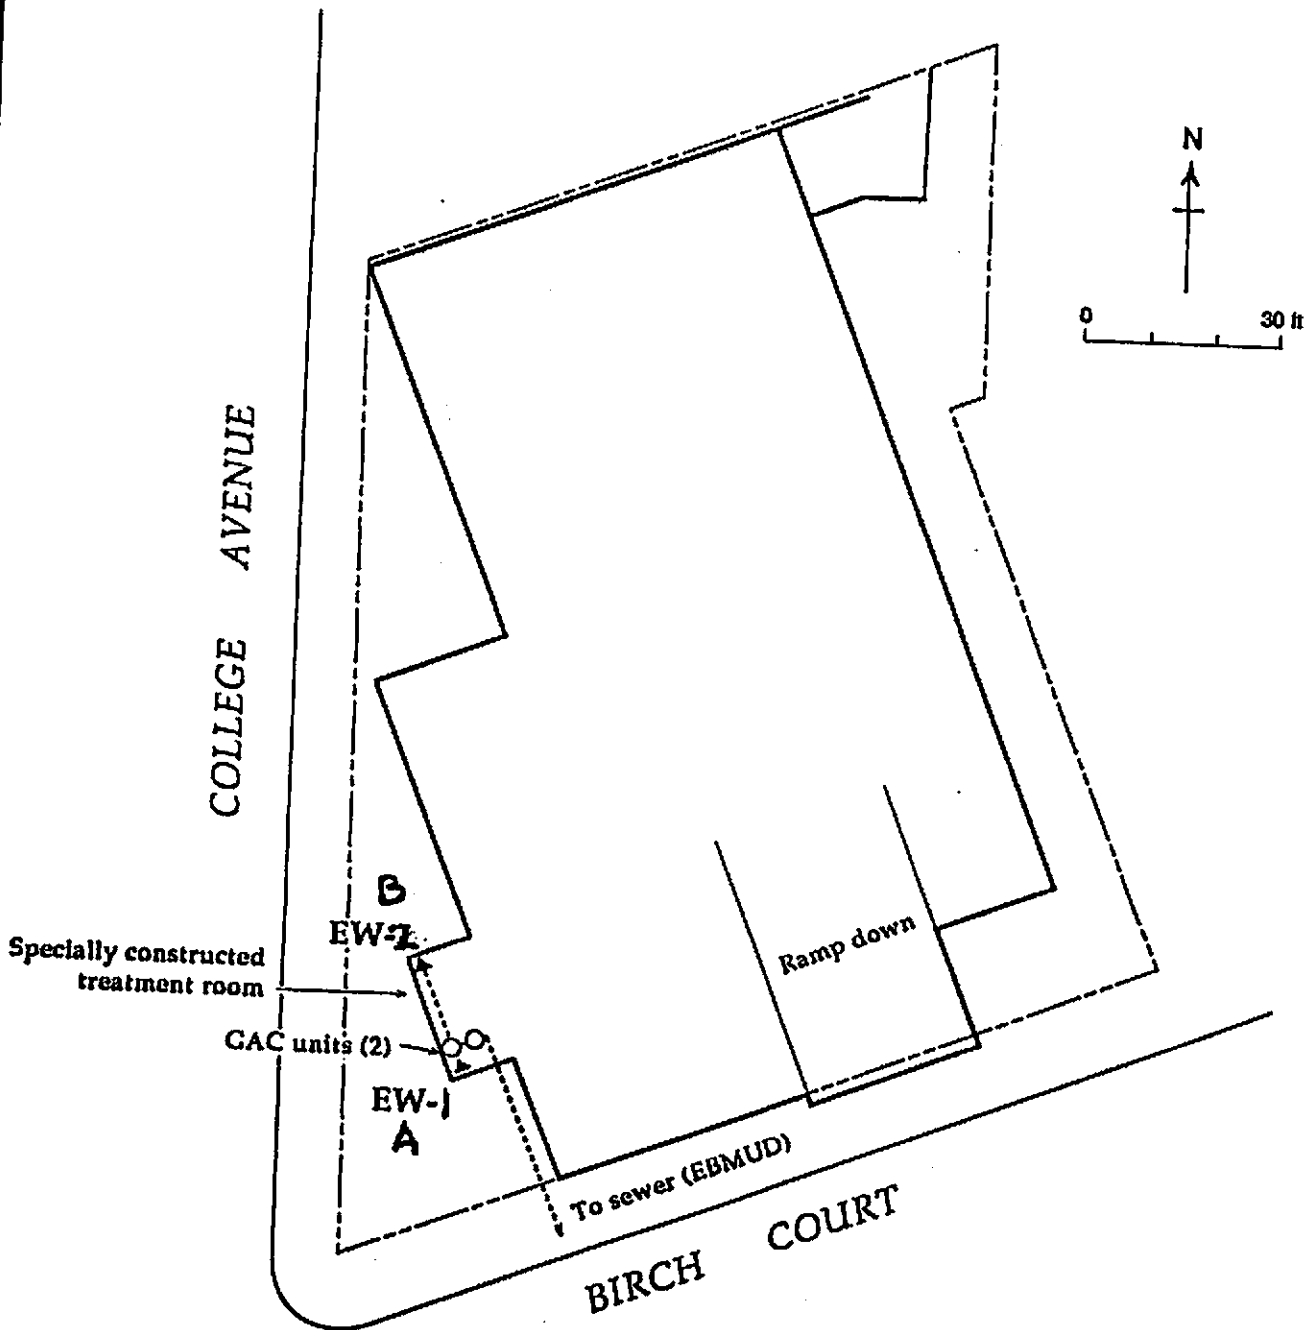 N
0 30 ft
COLLEGE AVENUE
B
EW-2
Specially constructed
treatment room
GAC units (2)
EW-1
A
Ramp down
To sewer (EBMUD)
BIRCH COURT